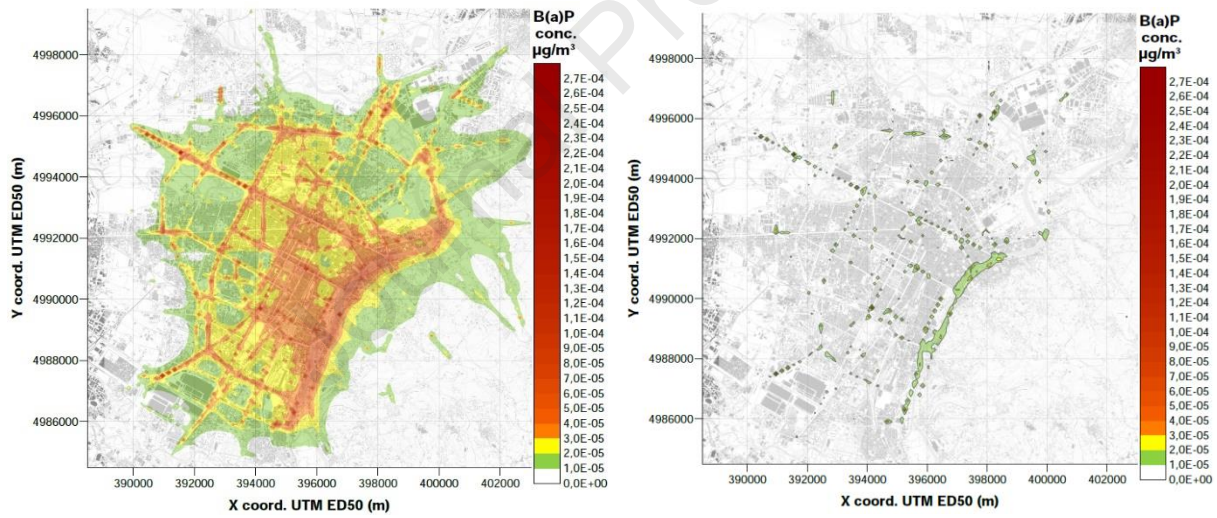 B(a)P
conc.
µg/m³
4998000
4996000
4994000
4992000
4990000
4988000
4986000
Y coord. UTM ED50 (m)
2,7E-04
2,6E-04
2,5E-04
2,4E-04
2,3E-04
2,2E-04
2,1E-04
2,0E-04
1,9E-04
1,8E-04
1,7E-04
1,6E-04
1,5E-04
1,4E-04
1,3E-04
1,2E-04
1,1E-04
1,0E-04
9,0E-05
8,0E-05
7,0E-05
6,0E-05
5,0E-05
4,0E-05
3,0E-05
2,0E-05
1,0E-05
0,0E+00
390000 392000 394000 396000 398000 400000 402000
X coord. UTM ED50 (m)
B(a)P
conc.
µg/m³
4998000
4996000
4994000
4992000
4990000
4988000
4986000
Y coord. UTM ED50 (m)
2,7E-04
2,6E-04
2,5E-04
2,4E-04
2,3E-04
2,2E-04
2,1E-04
2,0E-04
1,9E-04
1,8E-04
1,7E-04
1,6E-04
1,5E-04
1,4E-04
1,3E-04
1,2E-04
1,1E-04
1,0E-04
9,0E-05
8,0E-05
7,0E-05
6,0E-05
5,0E-05
4,0E-05
3,0E-05
2,0E-05
1,0E-05
0,0E+00
390000 392000 394000 396000 398000 400000 402000
X coord. UTM ED50 (m)